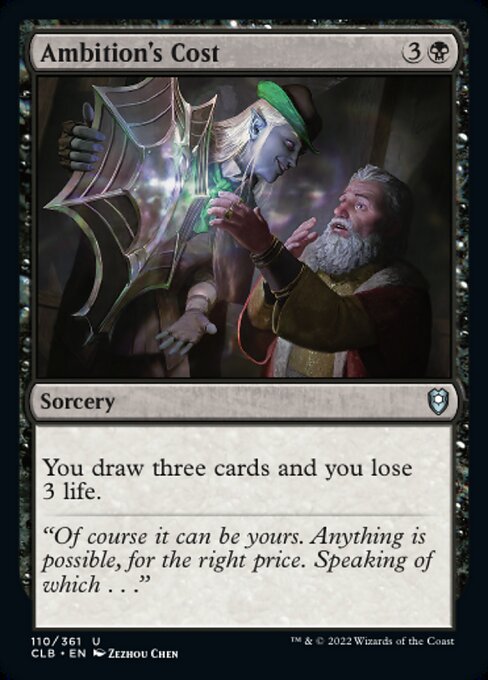 Ambition's Cost 3
Sorcery
You draw three cards and you lose
3 life.
“Of course it can be yours. Anything is
possible, for the right price. Speaking of
which . . .”
110/361 U
CLB • EN Zezhou Chen
™ & © 2022 Wizards of the Coast